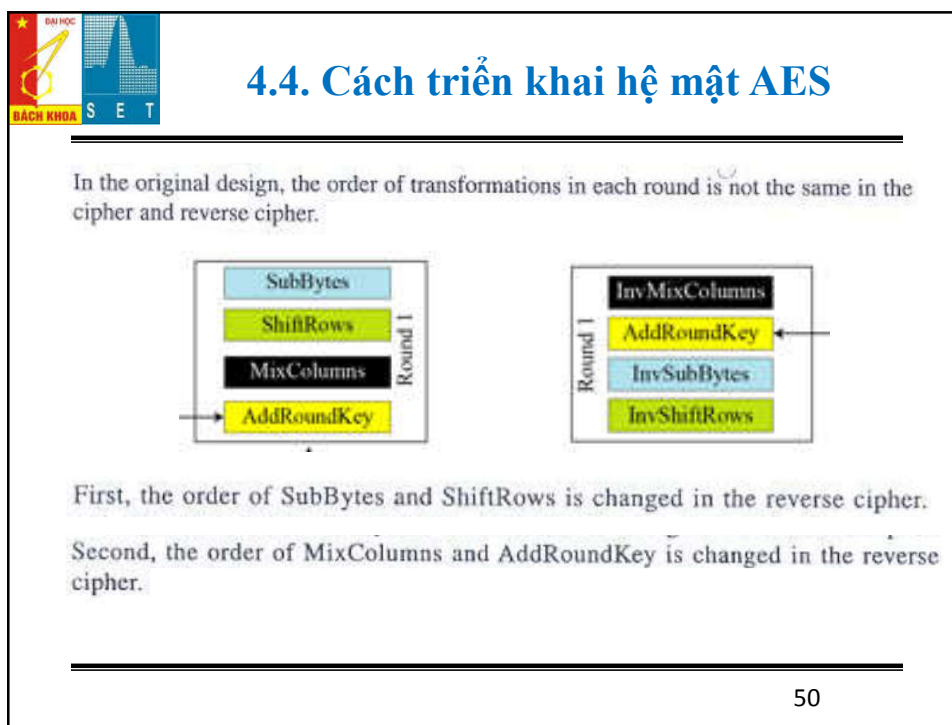 ĐẠI HỌC
BÁCH KHOA
S E T
4.4. Cách triển khai hệ mật AES
In the original design, the order of transformations in each round is not the same in the
cipher and reverse cipher.
SubBytes
ShiftRows
MixColumns
AddRoundKey
Round 1
Round 1
InvMixColumns
AddRoundKey
InvSubBytes
InvShiftRows
First, the order of SubBytes and ShiftRows is changed in the reverse cipher.
Second, the order of MixColumns and AddRoundKey is changed in the reverse
cipher.
50